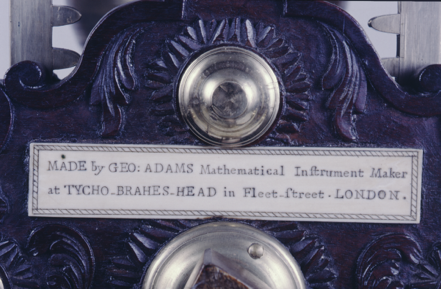 MADE by GEO: ADAMS Mathematical Inſtrument Maker
at TYCHO-BRAHES-HEAD in Fleet-ſtreet-LONDON.